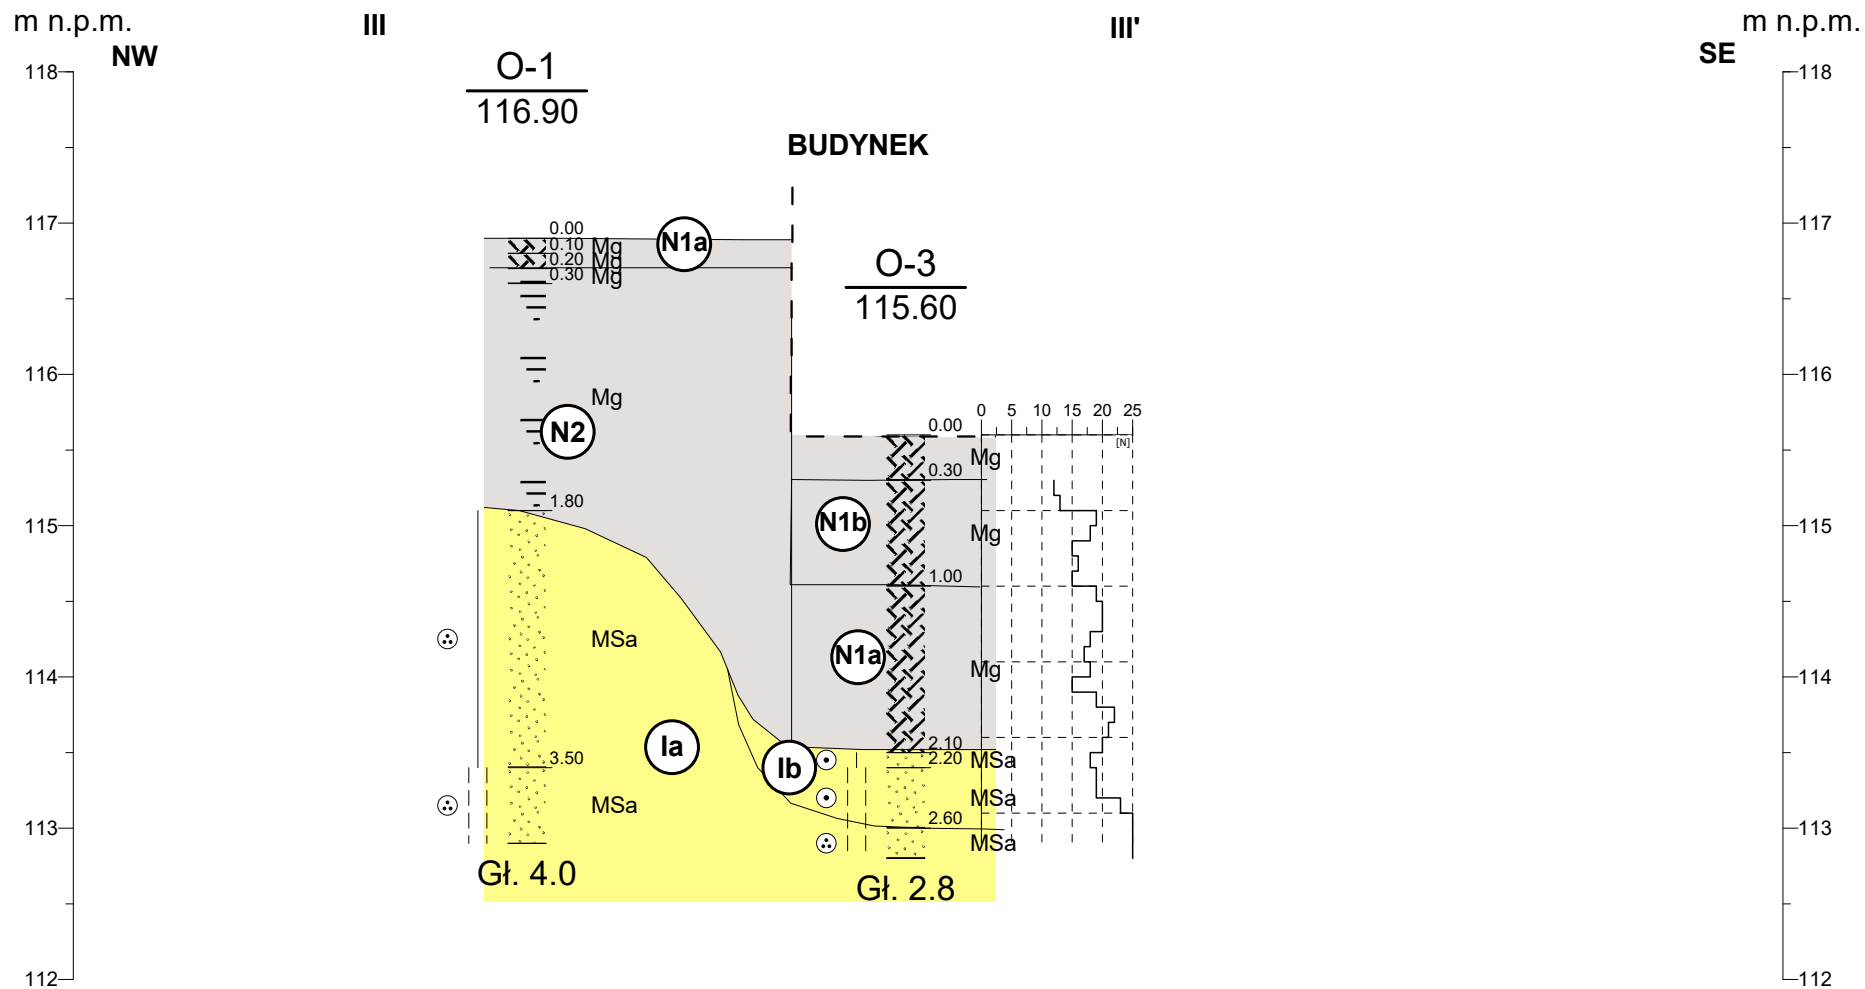 m n.p.m.
III
III'
m n.p.m.
NW
SE
O-1
116.90
118
118
BUDYNEK
117
117
0.00
0.10
Mg
N1a
0.20
Mg
0.30
Mg
O-3
115.60
116
116
Mg
N2
0 5 10 15 20 25
0.00
[N]
Mg
0.30
1.80
115
115
N1b
Mg
1.00
MSa
N1a
Mg
114
114
Ia
2.10
3.50
Ib
2.20
MSa
MSa
MSa
2.60
113
113
MSa
Gł. 4.0
Gł. 2.8
112
112